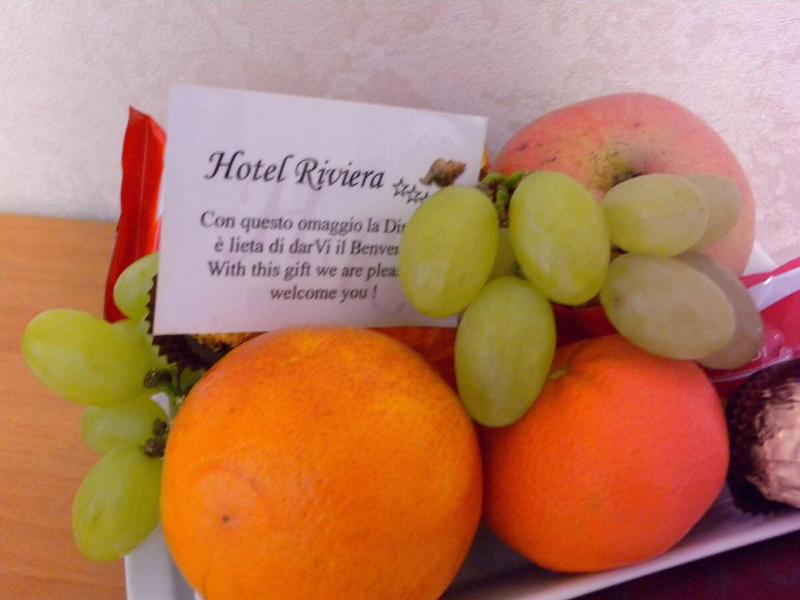 Hotel Riviera
Con questo omaggio la
è lieta di darVi il
With this gift we are
welcome you !